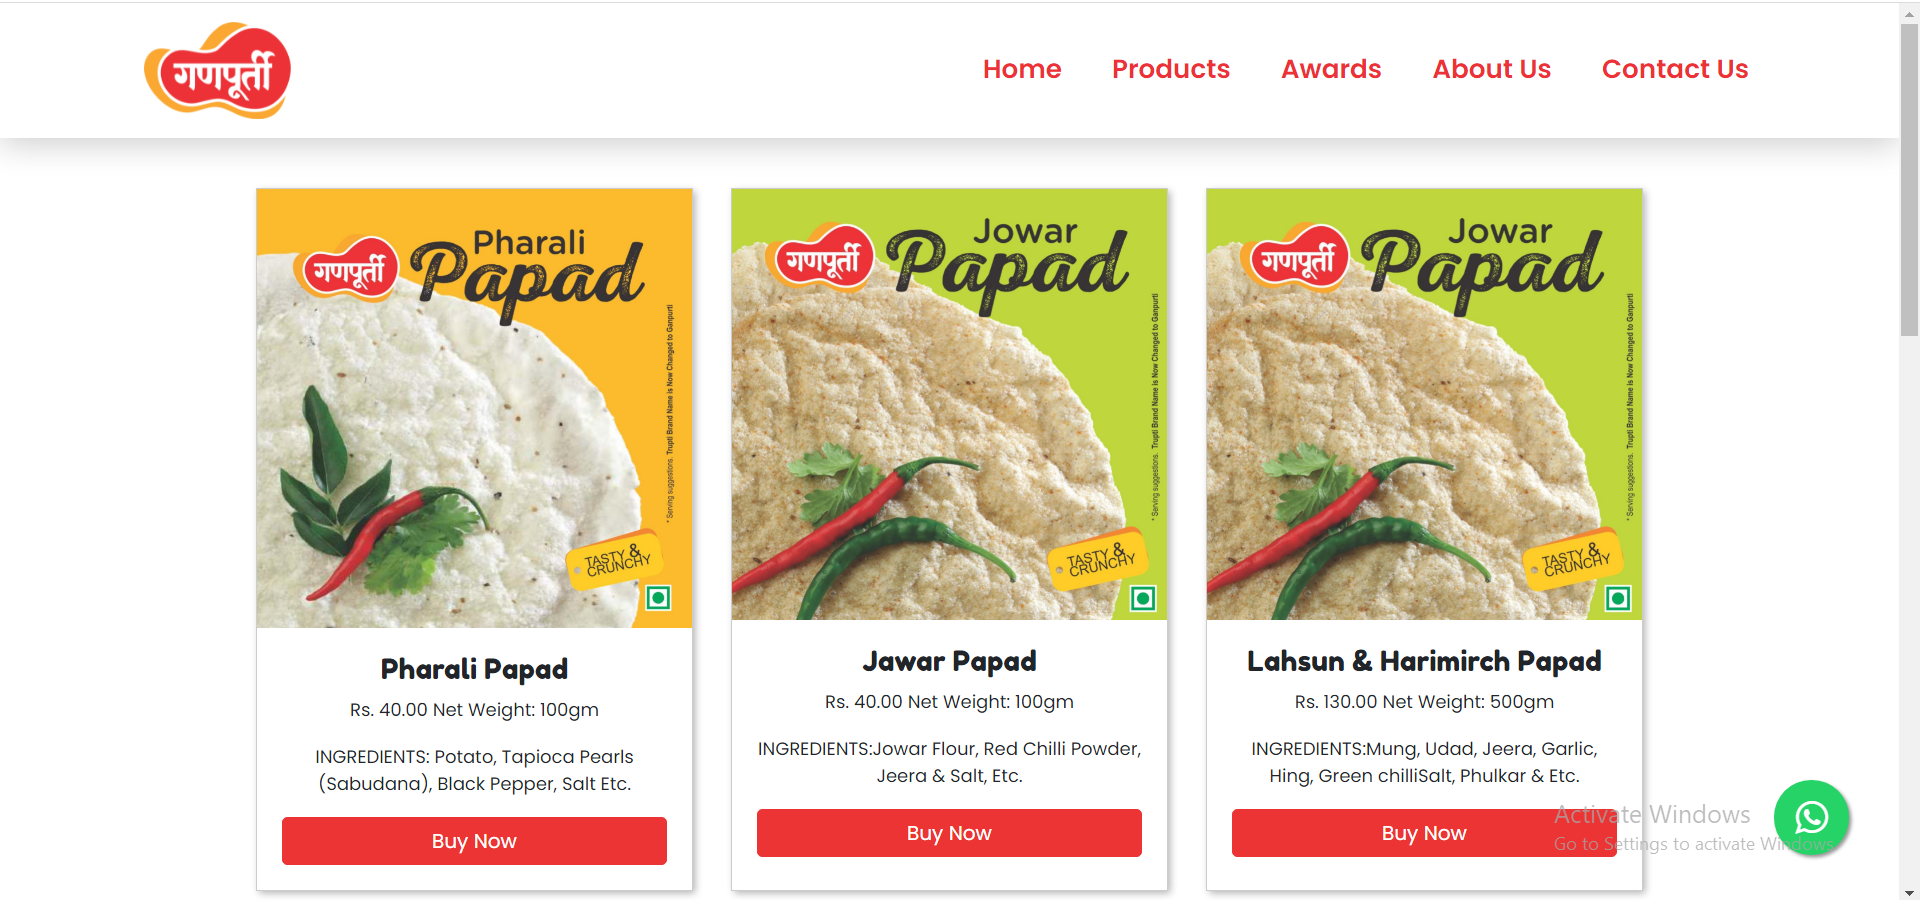 गणपूर्ती
Home Products Awards About Us Contact Us
Pharali
गणपूर्ती Papad
* Serving suggestions. Trupti Brand Name is Now Changed to Ganpurti
TASTY &
CRUNCHY
Pharali Papad
Rs. 40.00 Net Weight: 100gm
INGREDIENTS: Potato, Tapioca Pearls
(Sabudana), Black Pepper, Salt Etc.
Buy Now
Jowar
गणपूर्ती Papad
* Serving suggestions. Trupti Brand Name is Now Changed to Ganpurti
TASTY &
CRUNCHY
Jawar Papad
Rs. 40.00 Net Weight: 100gm
INGREDIENTS:Jowar Flour, Red Chilli Powder,
Jeera & Salt, Etc.
Buy Now
Jowar
गणपूर्ती Papad
* Serving suggestions. Trupti Brand Name is Now Changed to Ganpurti
TASTY &
CRUNCHY
Lahsun & Harimirch Papad
Rs. 130.00 Net Weight: 500gm
INGREDIENTS:Mung, Udad, Jeera, Garlic,
Hing, Green chilliSalt, Phulkar & Etc.
Buy Now
Activate Windows
Go to Settings to activate Windows.